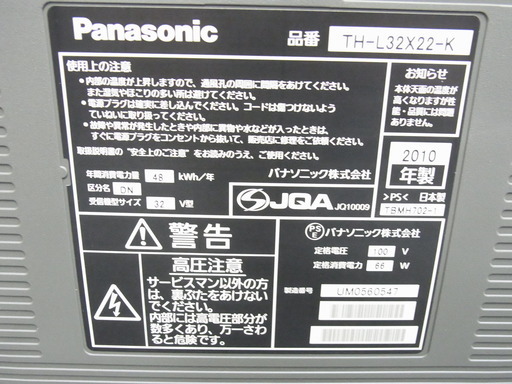 Panasonic
品番 TH-L32X22-K
使用上の注意
•内部の温度が上昇しますので、通風孔の周囲に間隔をあけてください。
また湿気やほこりの多い所は避けてください。
•電源プラグは確実に差し込んでください。コードは傷つけないよう
ていねいに取り扱ってください。
•故障や異常が発生したときや内部に異物や水などが入ったときは
すぐに電源プラグをコンセントから抜いて、販売店に修理をご依頼ください。
取扱説明書の“安全上のご注意”をお読みのうえ、ご使用ください。
お知らせ
本体天面の温度が
高くなりますが性
能・品質には問題
ありません。
年間消費電力量 48 kWh/年
区分名 DN
受信機型サイズ 32 V型
パナソニック株式会社
JQA JQ10009
2010
年製
>PS< 日本製
TBMH702-1
警告
高圧注意
サービスマン以外の方
は、裏ぶたをあけない
でください。
内部には高電圧部分が
数多くあり、万一さわ
ると危険です。
PSE パナソニック株式会社
定格電圧 100 V
定格消費電力 66 W
製造番号 UM0560547